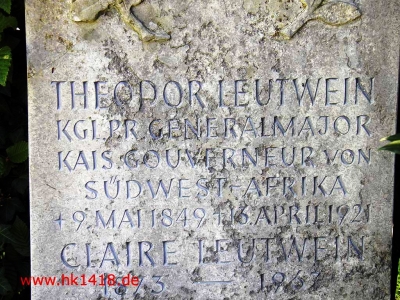 THEODOR LEUTWEIN
KGL.PR.GENERALMAJOR
KAIS.GOUVERNEUR VON
SÜDWEST-AFRIKA
9.MAI 1849 + 13.APRIL 1921
CLAIRE LEUTWEIN
www.hk1418.de